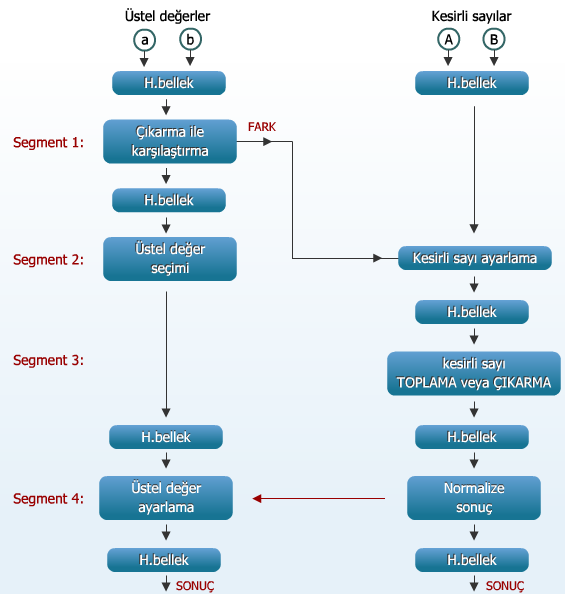 Üstel değerler
Kesirli sayılar
a
b
A
B
H.bellek
H.bellek
Segment 1:
Çıkarma ile
karşılaştırma
FARK
H.bellek
Segment 2:
Üstel değer
seçimi
Kesirli sayı ayarlama
H.bellek
Segment 3:
kesirli sayı
TOPLAMA veya ÇIKARMA
H.bellek
H.bellek
Segment 4:
Üstel değer
ayarlama
Normalize
sonuç
H.bellek
H.bellek
SONUÇ
SONUÇ